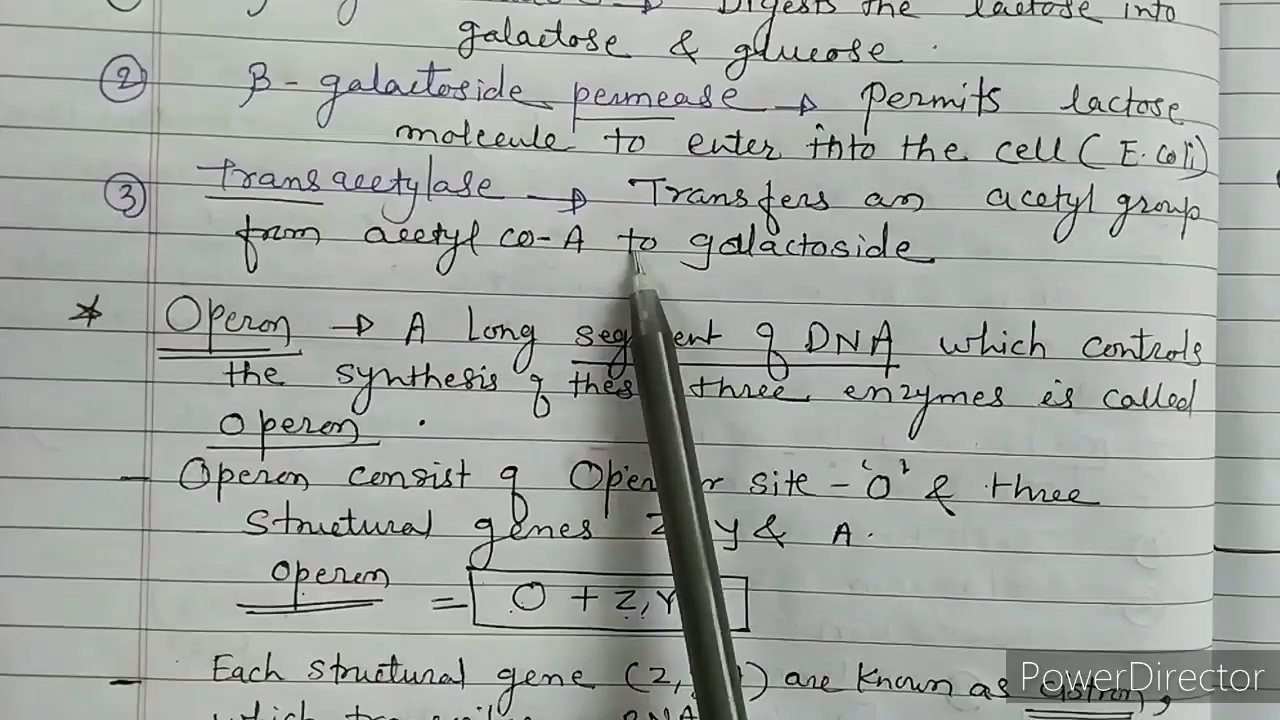 Digests the lactose into
galactose & glucose.
② β-galactoside permease → Permits lactose
molecule to enter into the cell (E.coli)
③ Transacetylase → Transfers an acetyl group
from acetyl co-A to galactoside
* Operon → A Long segment of DNA which controls
the synthesis of these three enzymes is called
Operon.
- Operon consist of Operator site - 'O' & three
Structural genes Z Y & A.
Operon = O + Z, Y
- Each structural gene (Z, ) are known as cistron,
PowerDirector